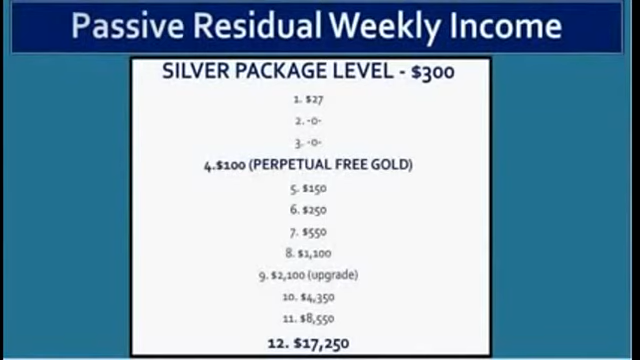 Passive Residual Weekly Income
SILVER PACKAGE LEVEL - $300
1. $27
2. -0-
3. -0-
4.$100 (PERPETUAL FREE GOLD)
5. $150
6. $250
7. $550
8. $1,100
9. $2,100 (upgrade)
10. $4,350
11. $8,550
12. $17,250